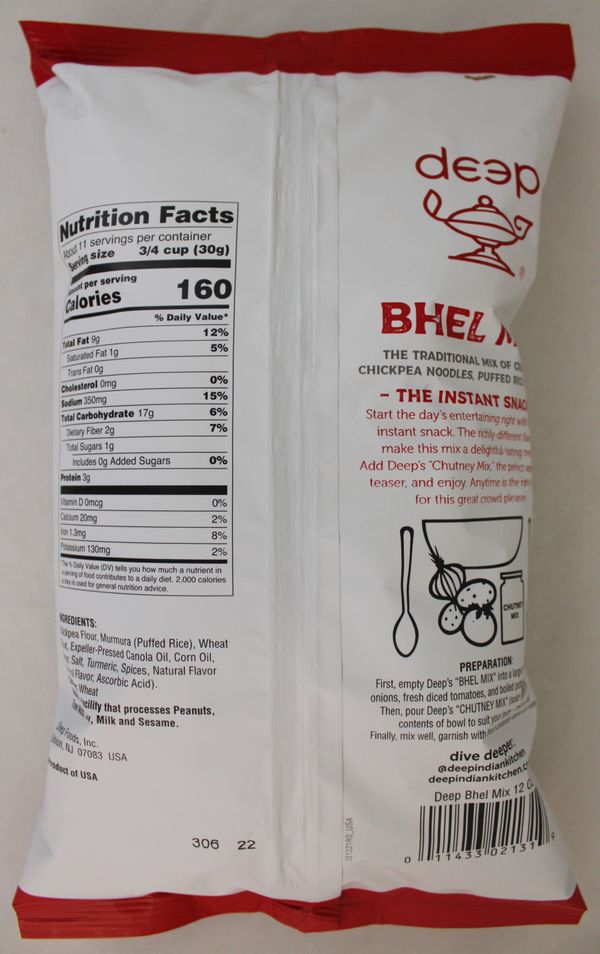 Nutrition Facts
11 servings per container
size 3/4 cup (30g)
per serving
Calories 160
% Daily Value*
Total Fat 9g 12%
Saturated Fat 1g 5%
Trans Fat 0g
Cholesterol 0mg 0%
Sodium 350mg 15%
Total Carbohydrate 17g 6%
Dietary Fiber 2g 7%
Total Sugars 1g
Includes 0g Added Sugars 0%
Protein 3g
Vitamin D 0mcg 0%
Calcium 20mg 2%
Iron 1.3mg 8%
Potassium 130mg 2%
*The % Daily Value (DV) tells you how much a nutrient in
a serving of food contributes to a daily diet. 2,000 calories
a day is used for general nutrition advice.
Flour, Murmura (Puffed Rice), Wheat
Expeller-Pressed Canola Oil, Corn Oil,
Salt, Turmeric, Spices, Natural Flavor
Flavor, Ascorbic Acid).
Wheat
that processes Peanuts,
Milk and Sesame.
Foods, Inc.
NJ 07083 USA
of USA
306 22
051221R0_USA
deep
®
BHEL
THE TRADITIONAL MIX OF
CHICKPEA NOODLES, PUFFED
- THE INSTANT
Start the day's entertaining right
instant snack. The richly-different
make this mix a delightful-tasting
Add Deep's "Chutney Mix," the perfect
teaser, and enjoy. Anytime is the
for this great crowd
CHUTNEY
MIX
PREPARATION:
First, empty Deep's "BHEL MIX" into a
onions, fresh diced tomatoes, and boiled
Then, pour Deep's "CHUTNEY MIX"
contents of bowl to suit your
Finally, mix well, garnish with
dive deeper.
@deepindiankitchen
deepindiankitchen
Deep Bhel Mix 12
0 11433 02131 9